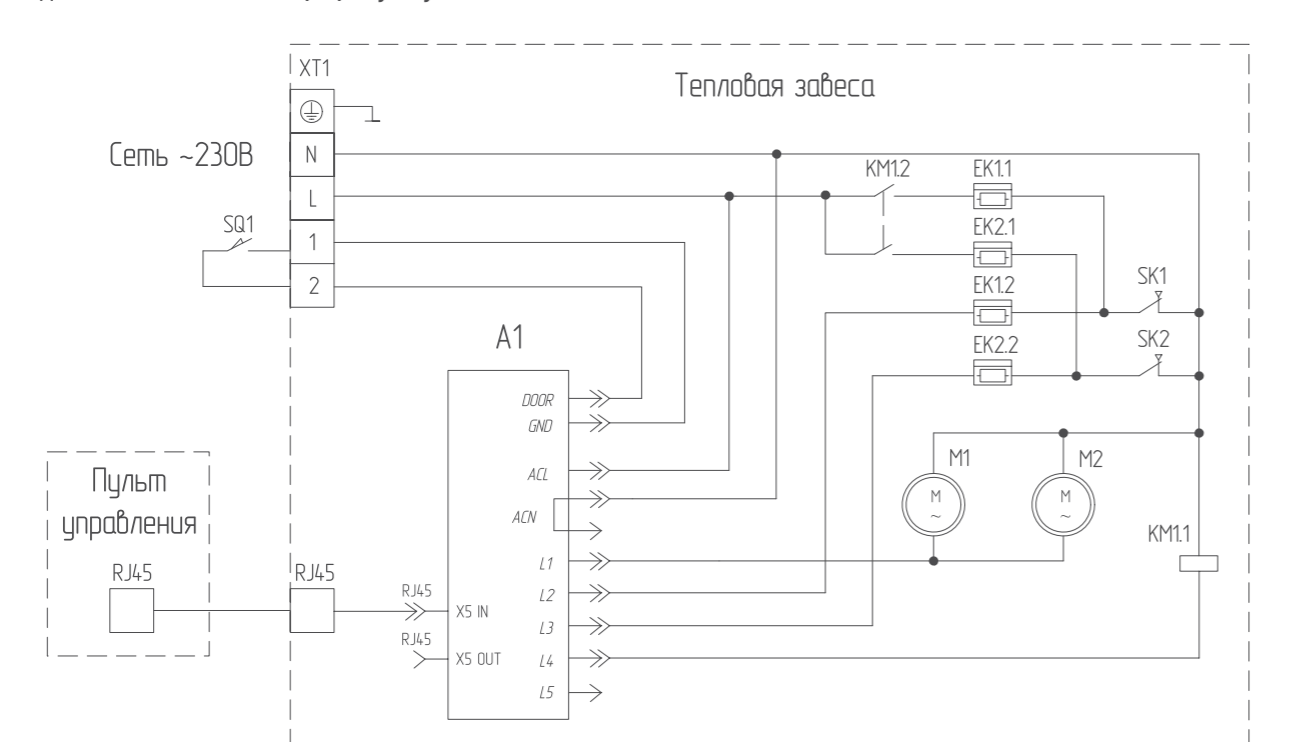 XT1
Тепловая завеса
Сеть ~230В
N
L
1
2
SQ1
KM1.2
EK1.1
EK2.1
EK1.2
EK2.2
SK1
SK2
A1
DOOR
GND
ACL
ACN
L1
L2
L3
L4
L5
M1
M
~
M2
M
~
KM1.1
Пульт
управления
RJ45
RJ45
RJ45
X5 IN
RJ45
X5 OUT